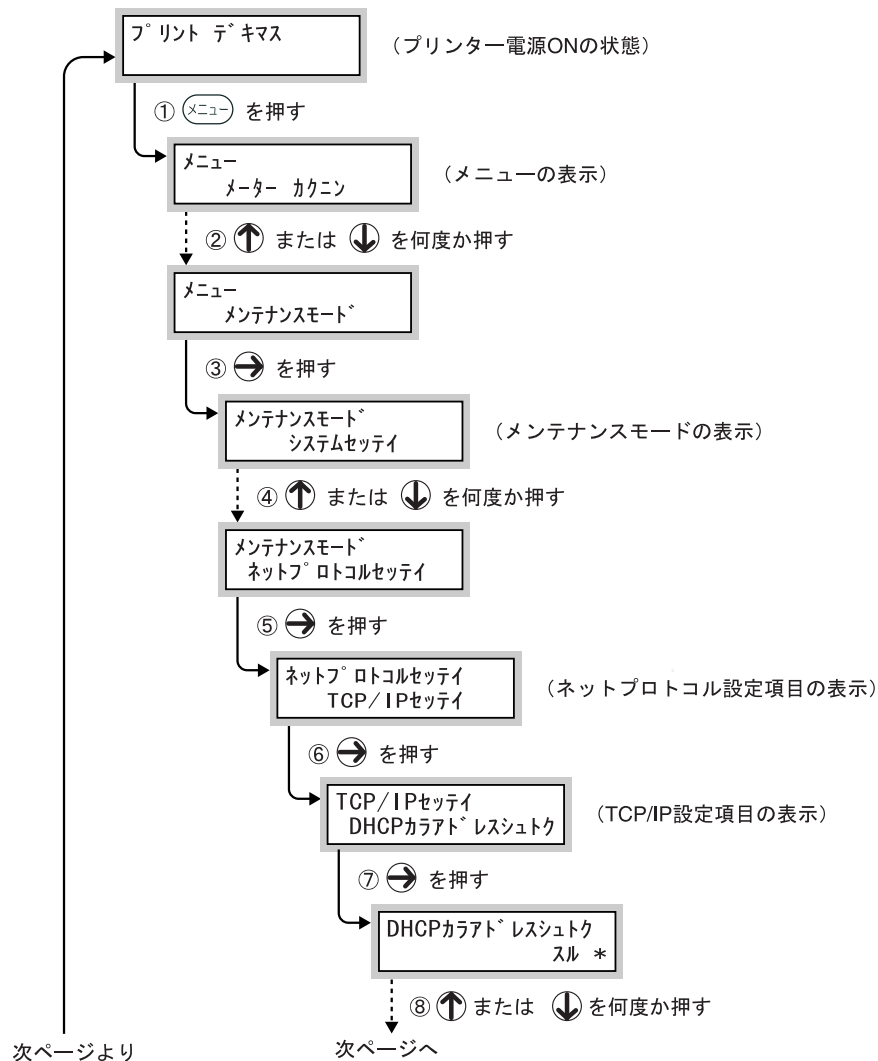 プリント デキマス
（プリンター電源ONの状態）
① メニュー を押す
メニュー
メーター カクニン
（メニューの表示）
② ↑ または ↓ を何度か押す
メニュー
メンテナンスモード
③ → を押す
メンテナンスモード
システムセッテイ
（メンテナンスモードの表示）
④ ↑ または ↓ を何度か押す
メンテナンスモード
ネットプロトコルセッテイ
⑤ → を押す
ネットプロトコルセッテイ
TCP/IPセッテイ
（ネットプロトコル設定項目の表示）
⑥ → を押す
TCP/IPセッテイ
DHCPカラアドレスシュトク
（TCP/IP設定項目の表示）
⑦ → を押す
DHCPカラアドレスシュトク
スル *
⑧ ↑ または ↓ を何度か押す
次ページより
次ページへ